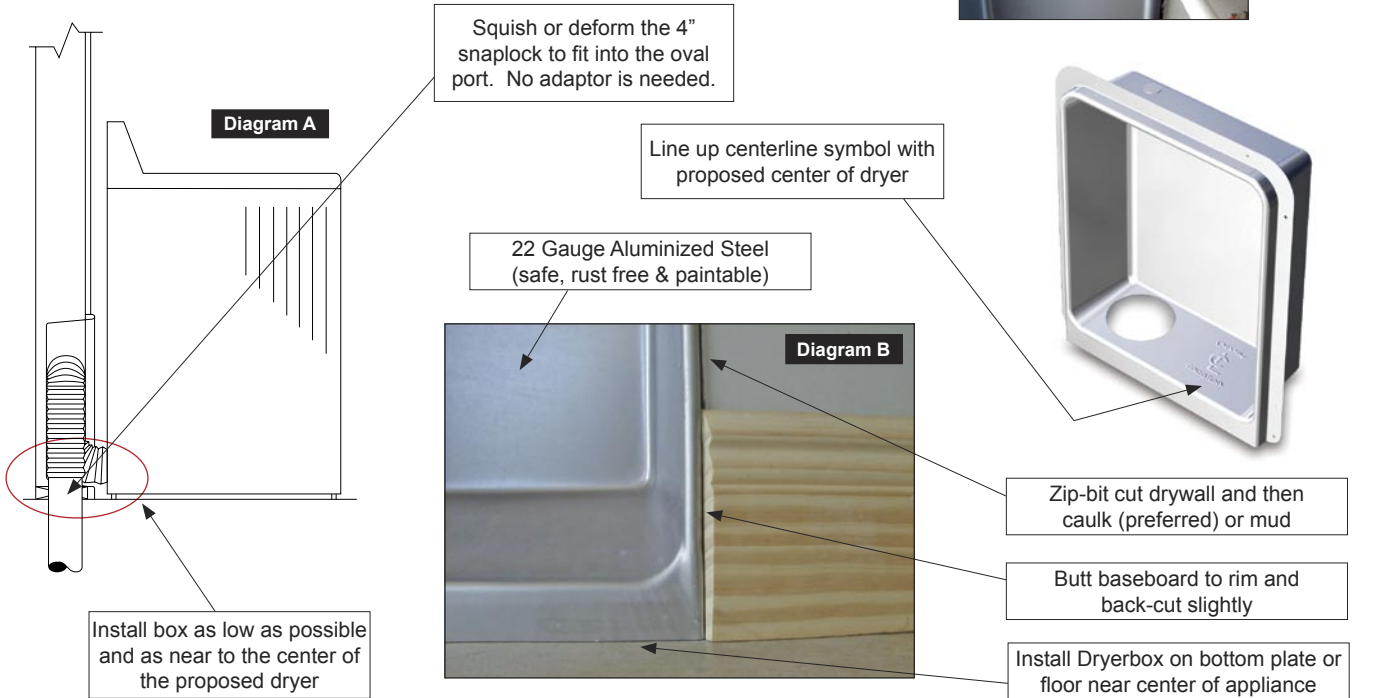 Squish or deform the 4”
snaplock to fit into the oval
port. No adaptor is needed.
Diagram A
Line up centerline symbol with
proposed center of dryer
22 Gauge Aluminized Steel
(safe, rust free & paintable)
Diagram B
Zip-bit cut drywall and then
caulk (preferred) or mud
Butt baseboard to rim and
back-cut slightly
Install box as low as possible
and as near to the center of
the proposed dryer
Install Dryerbox on bottom plate or
floor near center of appliance